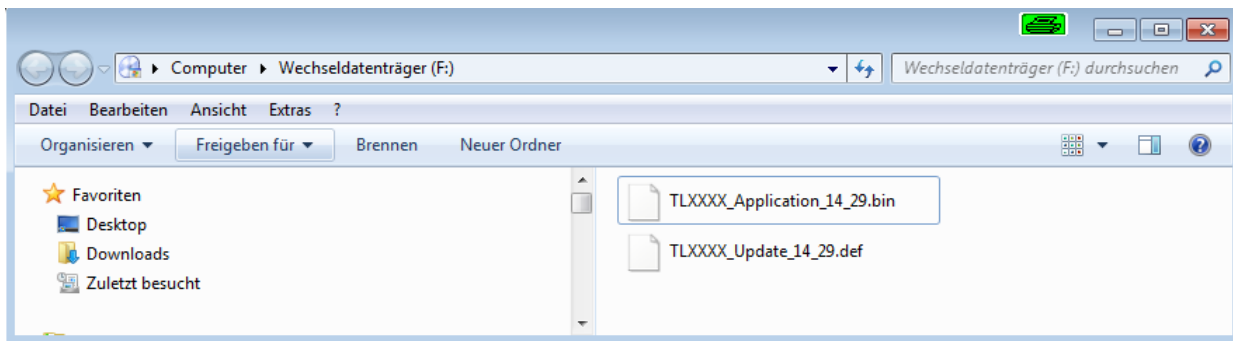 Computer Wechseldatenträger (F:) Wechseldatenträger (F:) durchsuchen
Datei Bearbeiten Ansicht Extras ?
Organisieren Freigeben für Brennen Neuer Ordner
Favoriten
Desktop
Downloads
Zuletzt besucht
TLXXXX_Application_14_29.bin
TLXXXX_Update_14_29.def